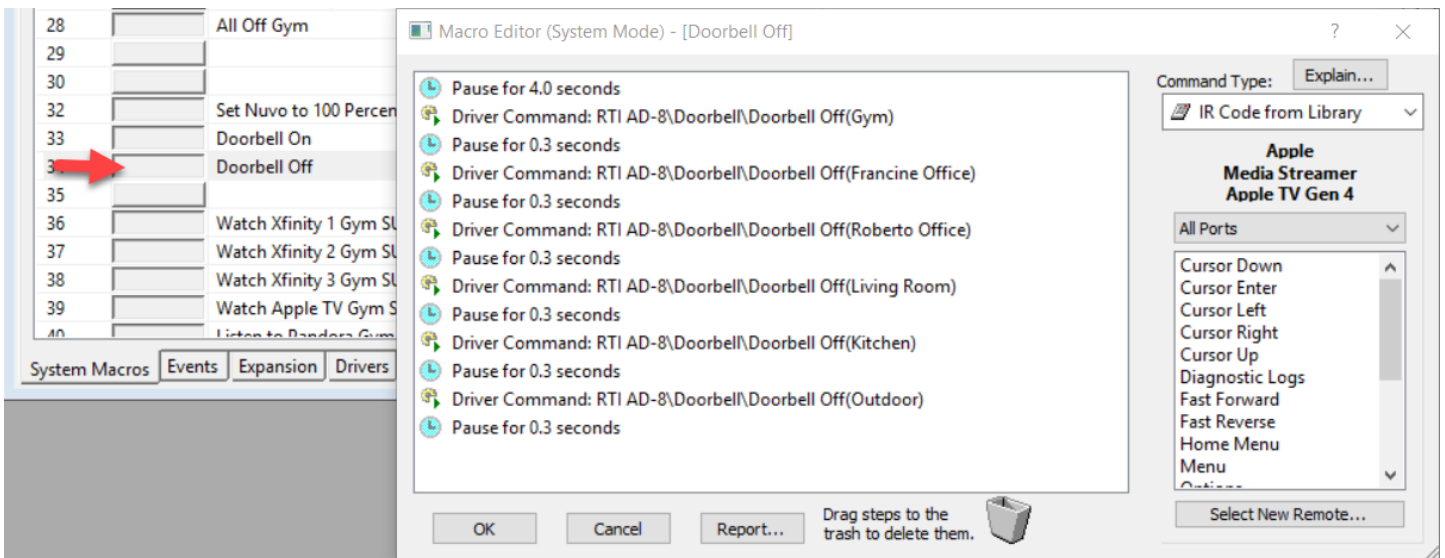 28 All Off Gym
29
30
32 Set Nuvo to 100 Percen
33 Doorbell On
Doorbell Off
35
36 Watch Xfinity 1 Gym SU
37 Watch Xfinity 2 Gym SU
38 Watch Xfinity 3 Gym SU
39 Watch Apple TV Gym S
40 Listen to Pandora Gym
System Macros Events Expansion Drivers
Macro Editor (System Mode) - [Doorbell Off]
?
Pause for 4.0 seconds
Driver Command: RTI AD-8\Doorbell\Doorbell Off(Gym)
Pause for 0.3 seconds
Driver Command: RTI AD-8\Doorbell\Doorbell Off(Francine Office)
Pause for 0.3 seconds
Driver Command: RTI AD-8\Doorbell\Doorbell Off(Roberto Office)
Pause for 0.3 seconds
Driver Command: RTI AD-8\Doorbell\Doorbell Off(Living Room)
Pause for 0.3 seconds
Driver Command: RTI AD-8\Doorbell\Doorbell Off(Kitchen)
Pause for 0.3 seconds
Driver Command: RTI AD-8\Doorbell\Doorbell Off(Outdoor)
Pause for 0.3 seconds
OK Cancel Report...
Drag steps to the
trash to delete them.
Command Type: Explain...
IR Code from Library
Apple
Media Streamer
Apple TV Gen 4
All Ports
Cursor Down
Cursor Enter
Cursor Left
Cursor Right
Cursor Up
Diagnostic Logs
Fast Forward
Fast Reverse
Home Menu
Menu
Options
Select New Remote...